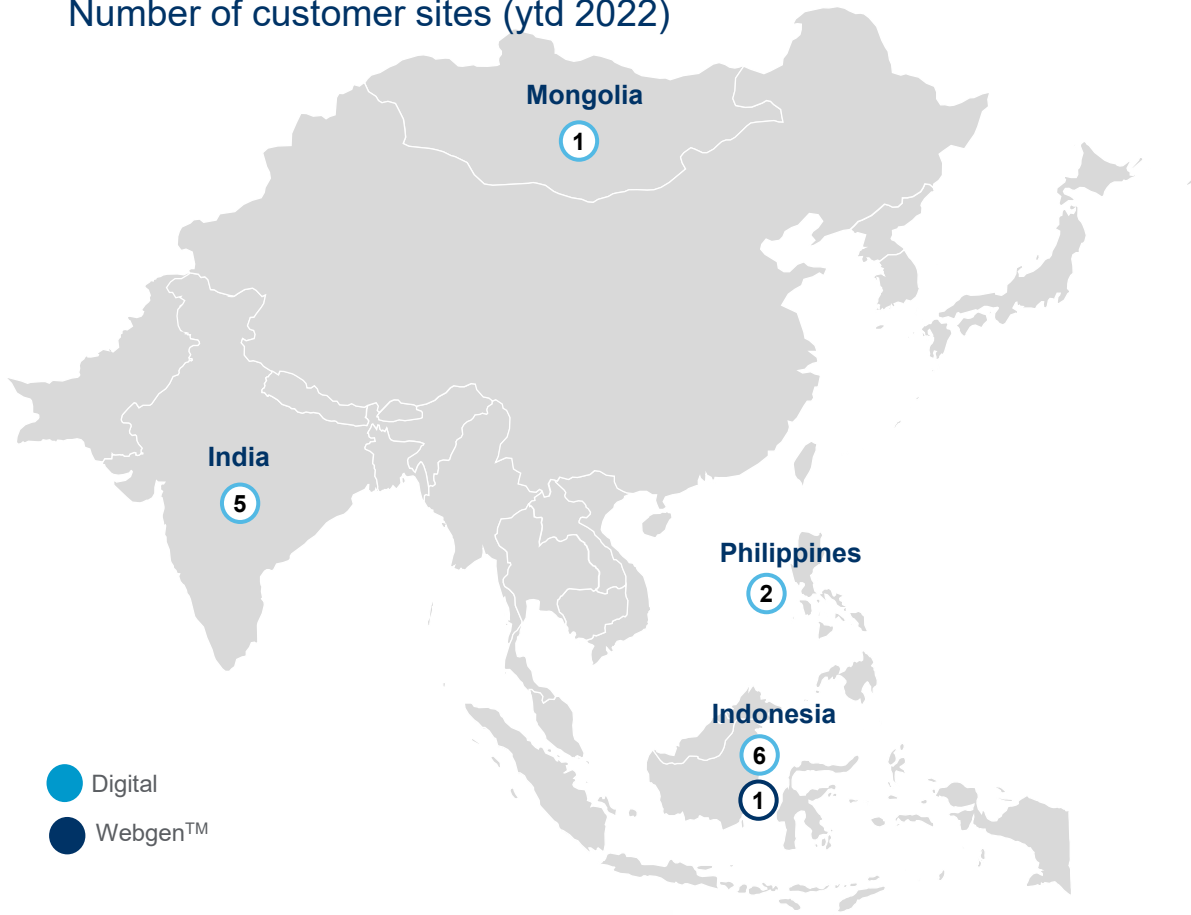 Number of customer sites (ytd 2022)
Mongolia
1
India
5
Philippines
2
Indonesia
6
1
Digital
Webgen™